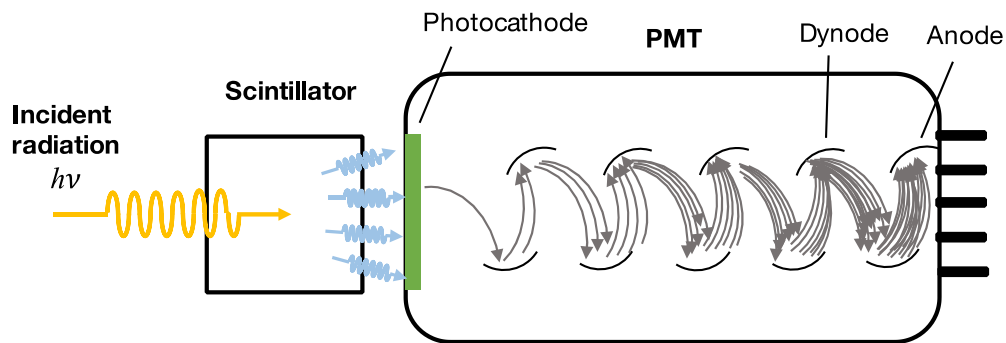 Photocathode
PMT
Dynode
Anode
Scintillator
Incident
radiation
hν